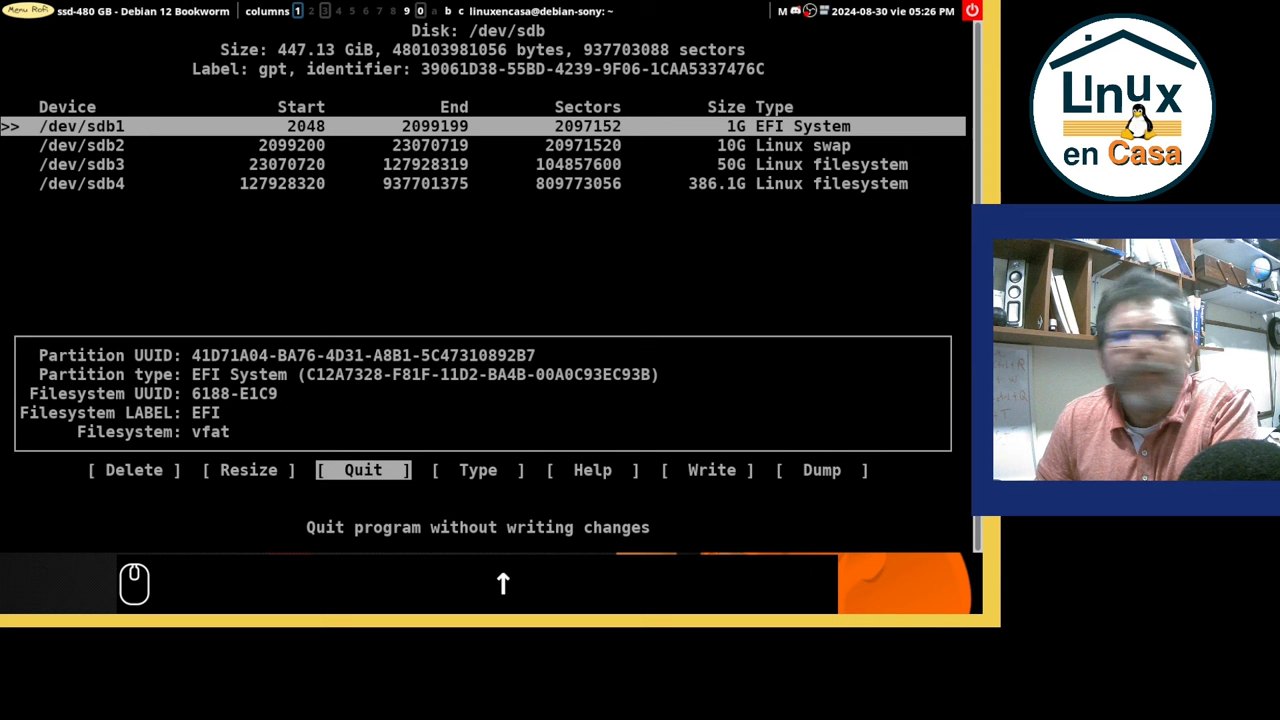 Menu Rofi ssd-480 GB - Debian 12 Bookworm columns 1 2 3 4 5 6 7 8 9 0 a b c linuxencasa@debian-sony: ~ M 2024-08-30 vie 05:26 PM
Disk: /dev/sdb
Size: 447.13 GiB, 480103981056 bytes, 937703088 sectors
Label: gpt, identifier: 39061D38-55BD-4239-9F06-1CAA5337476C
Device Start End Sectors Size Type
>> /dev/sdb1 2048 2099199 2097152 1G EFI System
/dev/sdb2 2099200 23070719 20971520 10G Linux swap
/dev/sdb3 23070720 127928319 104857600 50G Linux filesystem
/dev/sdb4 127928320 937701375 809773056 386.1G Linux filesystem
Partition UUID: 41D71A04-BA76-4D31-A8B1-5C47310892B7
Partition type: EFI System (C12A7328-F81F-11D2-BA4B-00A0C93EC93B)
Filesystem UUID: 6188-E1C9
Filesystem LABEL: EFI
Filesystem: vfat
[ Delete ] [ Resize ] [ Quit ] [ Type ] [ Help ] [ Write ] [ Dump ]
Quit program without writing changes
↑
Linux
en Casa